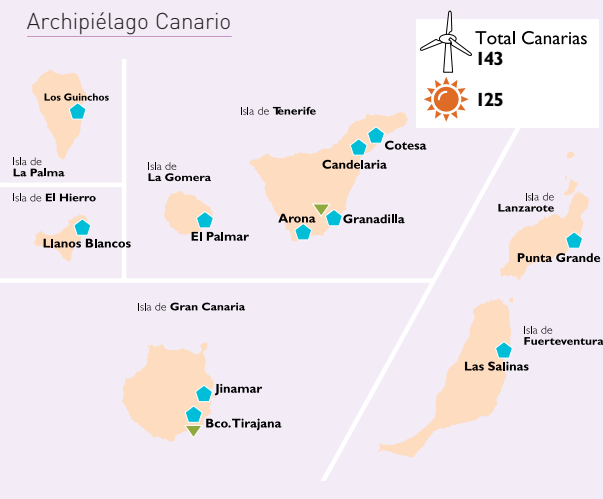 Archipiélago Canario
Total Canarias
143
125
Los Guinchos
Isla de
La Palma
Isla de El Hierro
Llanos Blancos
Isla de
La Gomera
El Palmar
Isla de Tenerife
Cotesa
Candelaria
Arona
Granadilla
Isla de
Lanzarote
Punta Grande
Isla de Gran Canaria
Jinamar
Bco. Tirajana
Isla de
Fuerteventura
Las Salinas